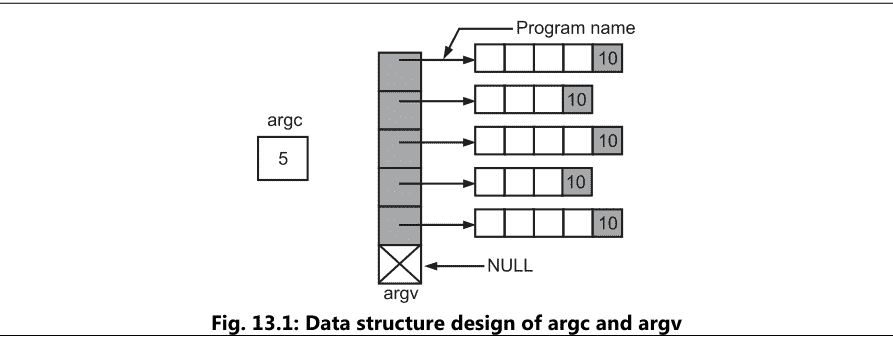 Program name
10
10
argc
5
10
10
10
NULL
argv
Fig. 13.1: Data structure design of argc and argv